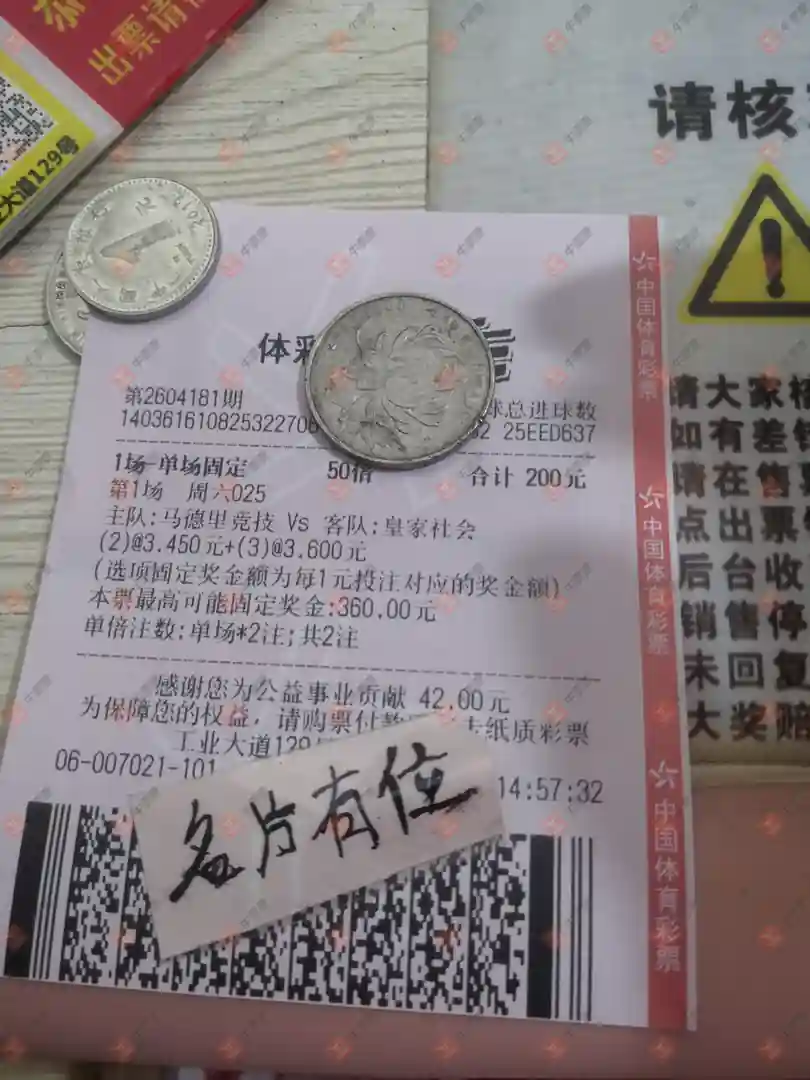 出票请
大道129号
请核
体彩
第2604181期
球总进球数
14036161082532270
25EED637
1场-单场固定 50倍 合计 200元
第1场 周六025
主队:马德里竞技 Vs 客队:皇家社会
(2)@3.450元+(3)@3.600元
(选项固定奖金额为每1元投注对应的奖金额)
本票最高可能固定奖金:360.00元
单倍注数:单场*2注;共2注
感谢您为公益事业贡献 42.00元
为保障您的权益，请购票付款 纸质彩票
工业大道129
06-007021-101 14:57:32
名片有位
中国体育彩票
中国体育彩票
中国体育彩票
请大家核
如有差错
请在售
点出票
后台收
销售停
未回复
大奖赔